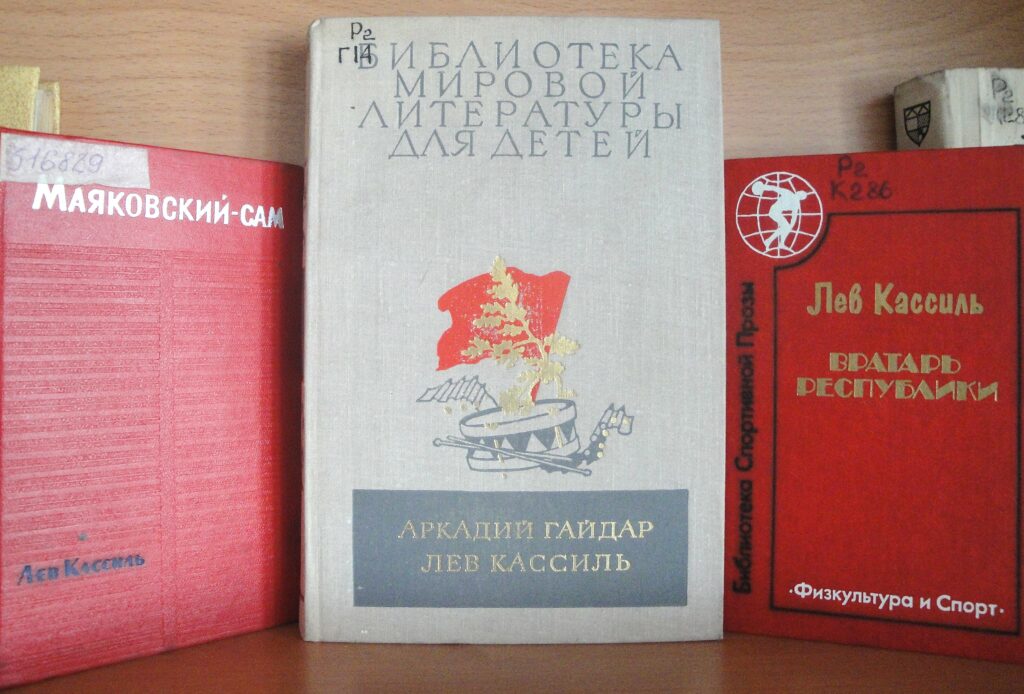 516829
МАЯКОВСКИЙ-САМ
ЛЕВ КАССИЛЬ
Р2
Г14
БИБЛИОТЕКА
МИРОВОЙ
ЛИТЕРАТУРЫ
ДЛЯ ДЕТЕЙ
АРКАДИЙ ГАЙДАР
ЛЕВ КАССИЛЬ
Р2
К286
Лев Кассиль
ВРАТАРЬ
РЕСПУБЛИКИ
Библиотека Спортивной Прозы
·Физкультура и Спорт·